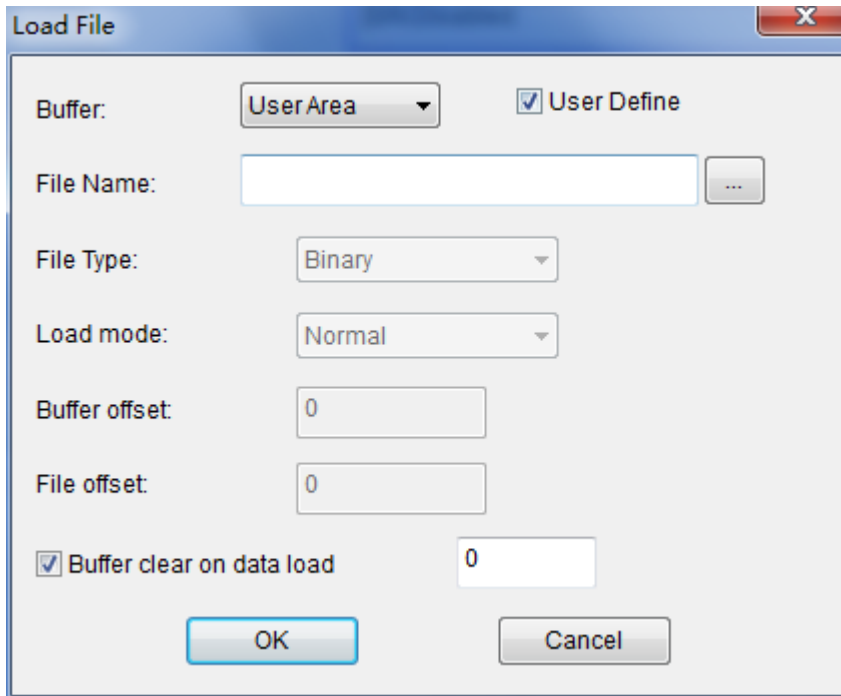 Load File
Buffer: User Area User Define
File Name: ...
File Type: Binary
Load mode: Normal
Buffer offset: 0
File offset: 0
Buffer clear on data load 0
OK Cancel